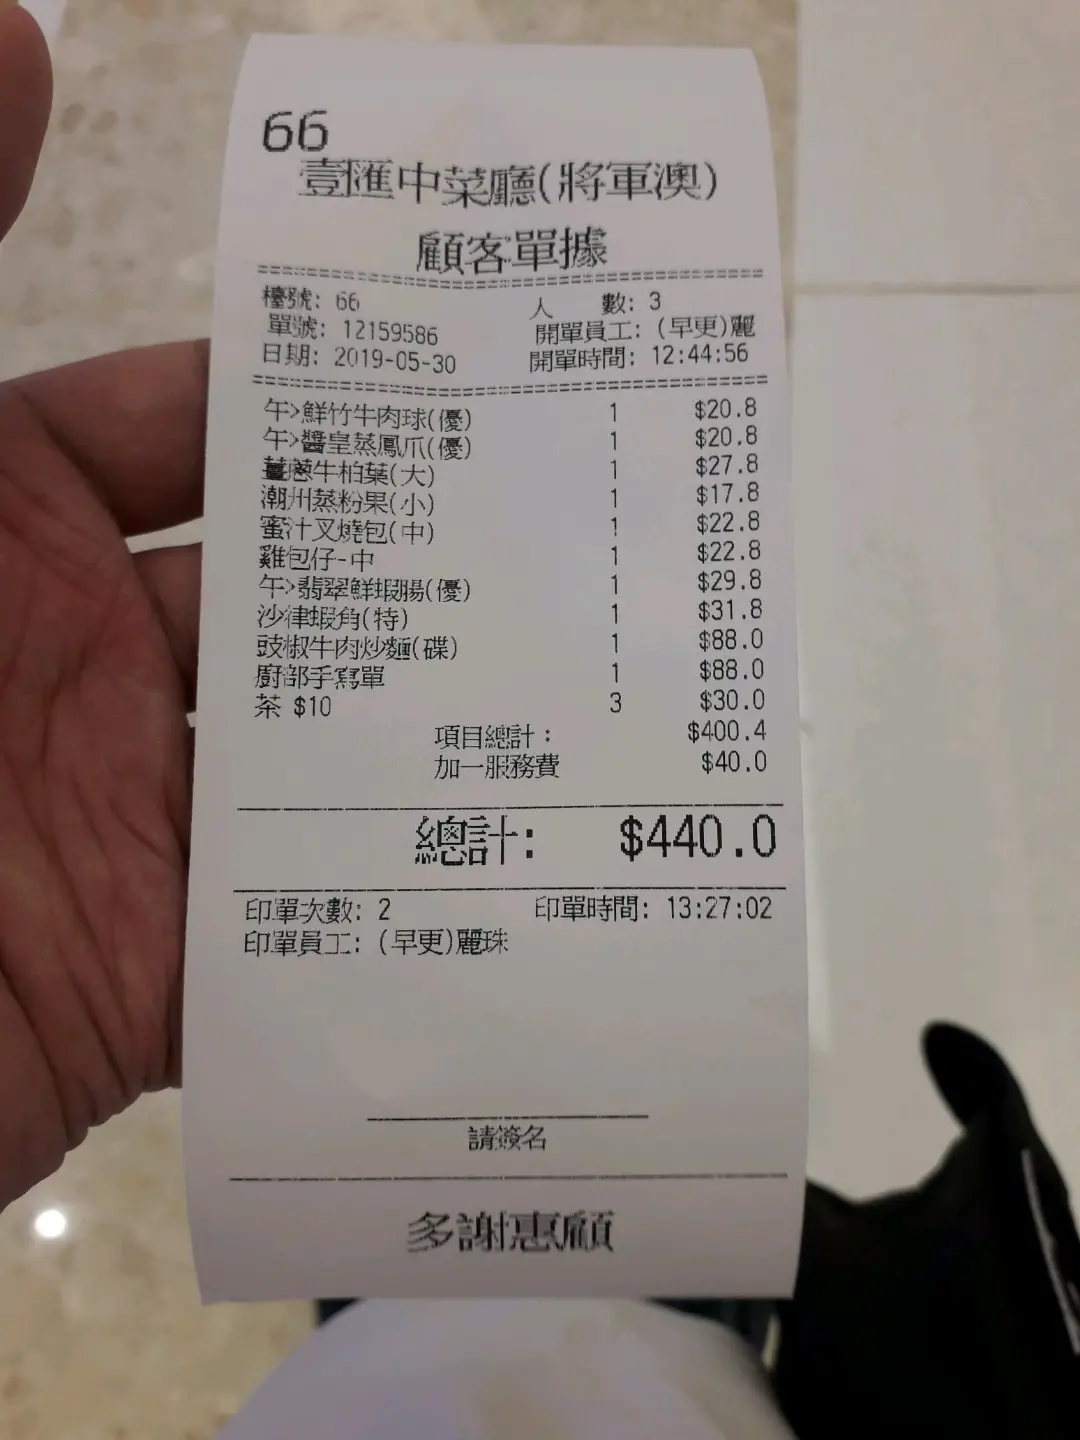 66
壹匯中菜廳(將軍澳)
顧客單據
檯號: 66 人 數: 3
單號: 12159586 開單員工: (早更)麗
日期: 2019-05-30 開單時間: 12:44:56
午>鮮竹牛肉球(優) 1 $20.8
午>醬皇蒸鳳爪(優) 1 $20.8
薑蔥牛柏葉(大) 1 $27.8
潮州蒸粉果(小) 1 $17.8
蜜汁叉燒包(中) 1 $22.8
雞包仔-中 1 $22.8
午>翡翠鮮蝦腸(優) 1 $29.8
沙律蝦角(特) 1 $31.8
豉椒牛肉炒麵(碟) 1 $88.0
廚部手寫單 1 $88.0
茶 $10 3 $30.0
項目總計: $400.4
加一服務費 $40.0
總計: $440.0
印單次數: 2 印單時間: 13:27:02
印單員工: (早更)麗珠
請簽名
多謝惠顧